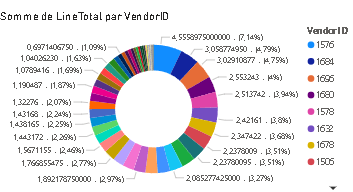 Somme de LineTotal par VendorID
4,5558975000000 . (7,14%)
3,058774950 . (4,79%)
3,02910877 (4,75%)
2,553243 . (4%)
2,513742 . (3,94%)
2,42161 . (3,8%)
2,347422 . (3,68%)
2,2378009 . (3,51%)
2,23780095 . (3,51%)
2,085277425000 . (3,27%)
1,892178750000 . (2,97%)
1,766855475 . (2,77%)
1,5671155 . (2,46%)
1,443172 . (2,26%)
1,438165 . (2,25%)
1,43168 . (2,24%)
1,32276 . (2,07%)
1,190487 . (1,87%)
1,0789416 . (1,69%)
1,04026230 . (1,63%)
0,6971406750 . (1,09%)
VendorID
1576
1684
1695
1680
1578
1632
1678
1505